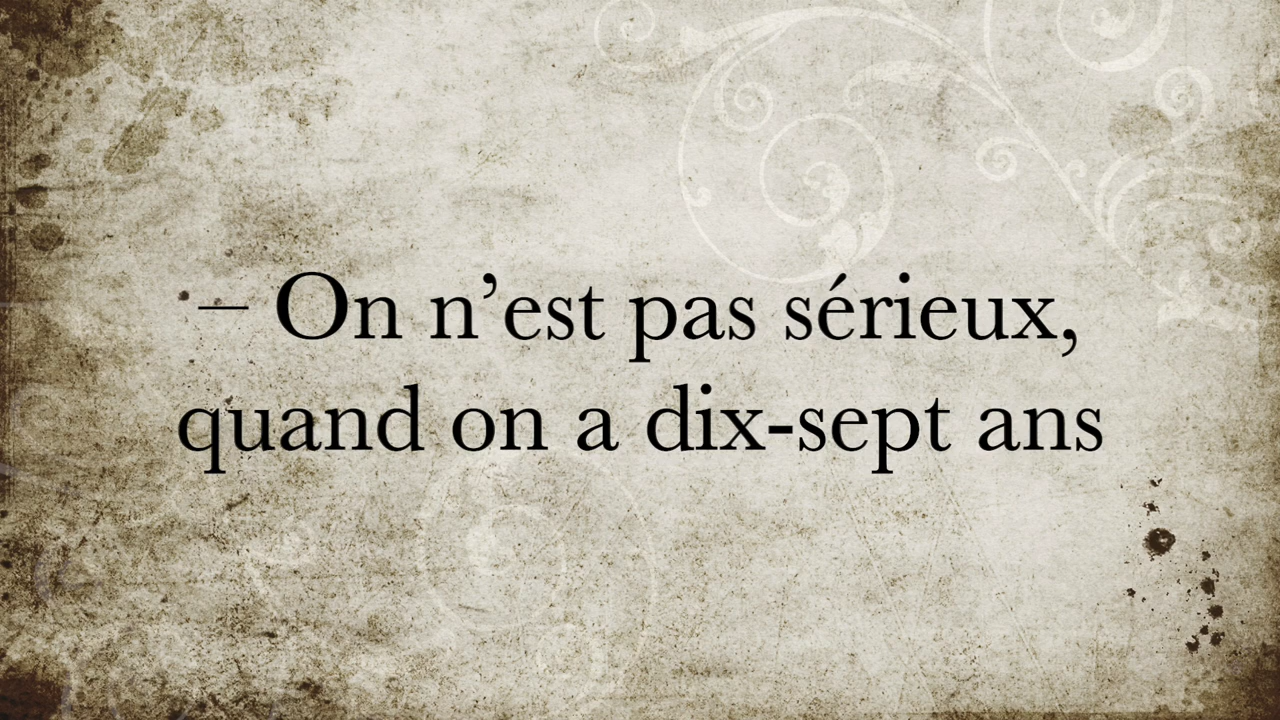 – On n’est pas sérieux,
quand on a dix-sept ans